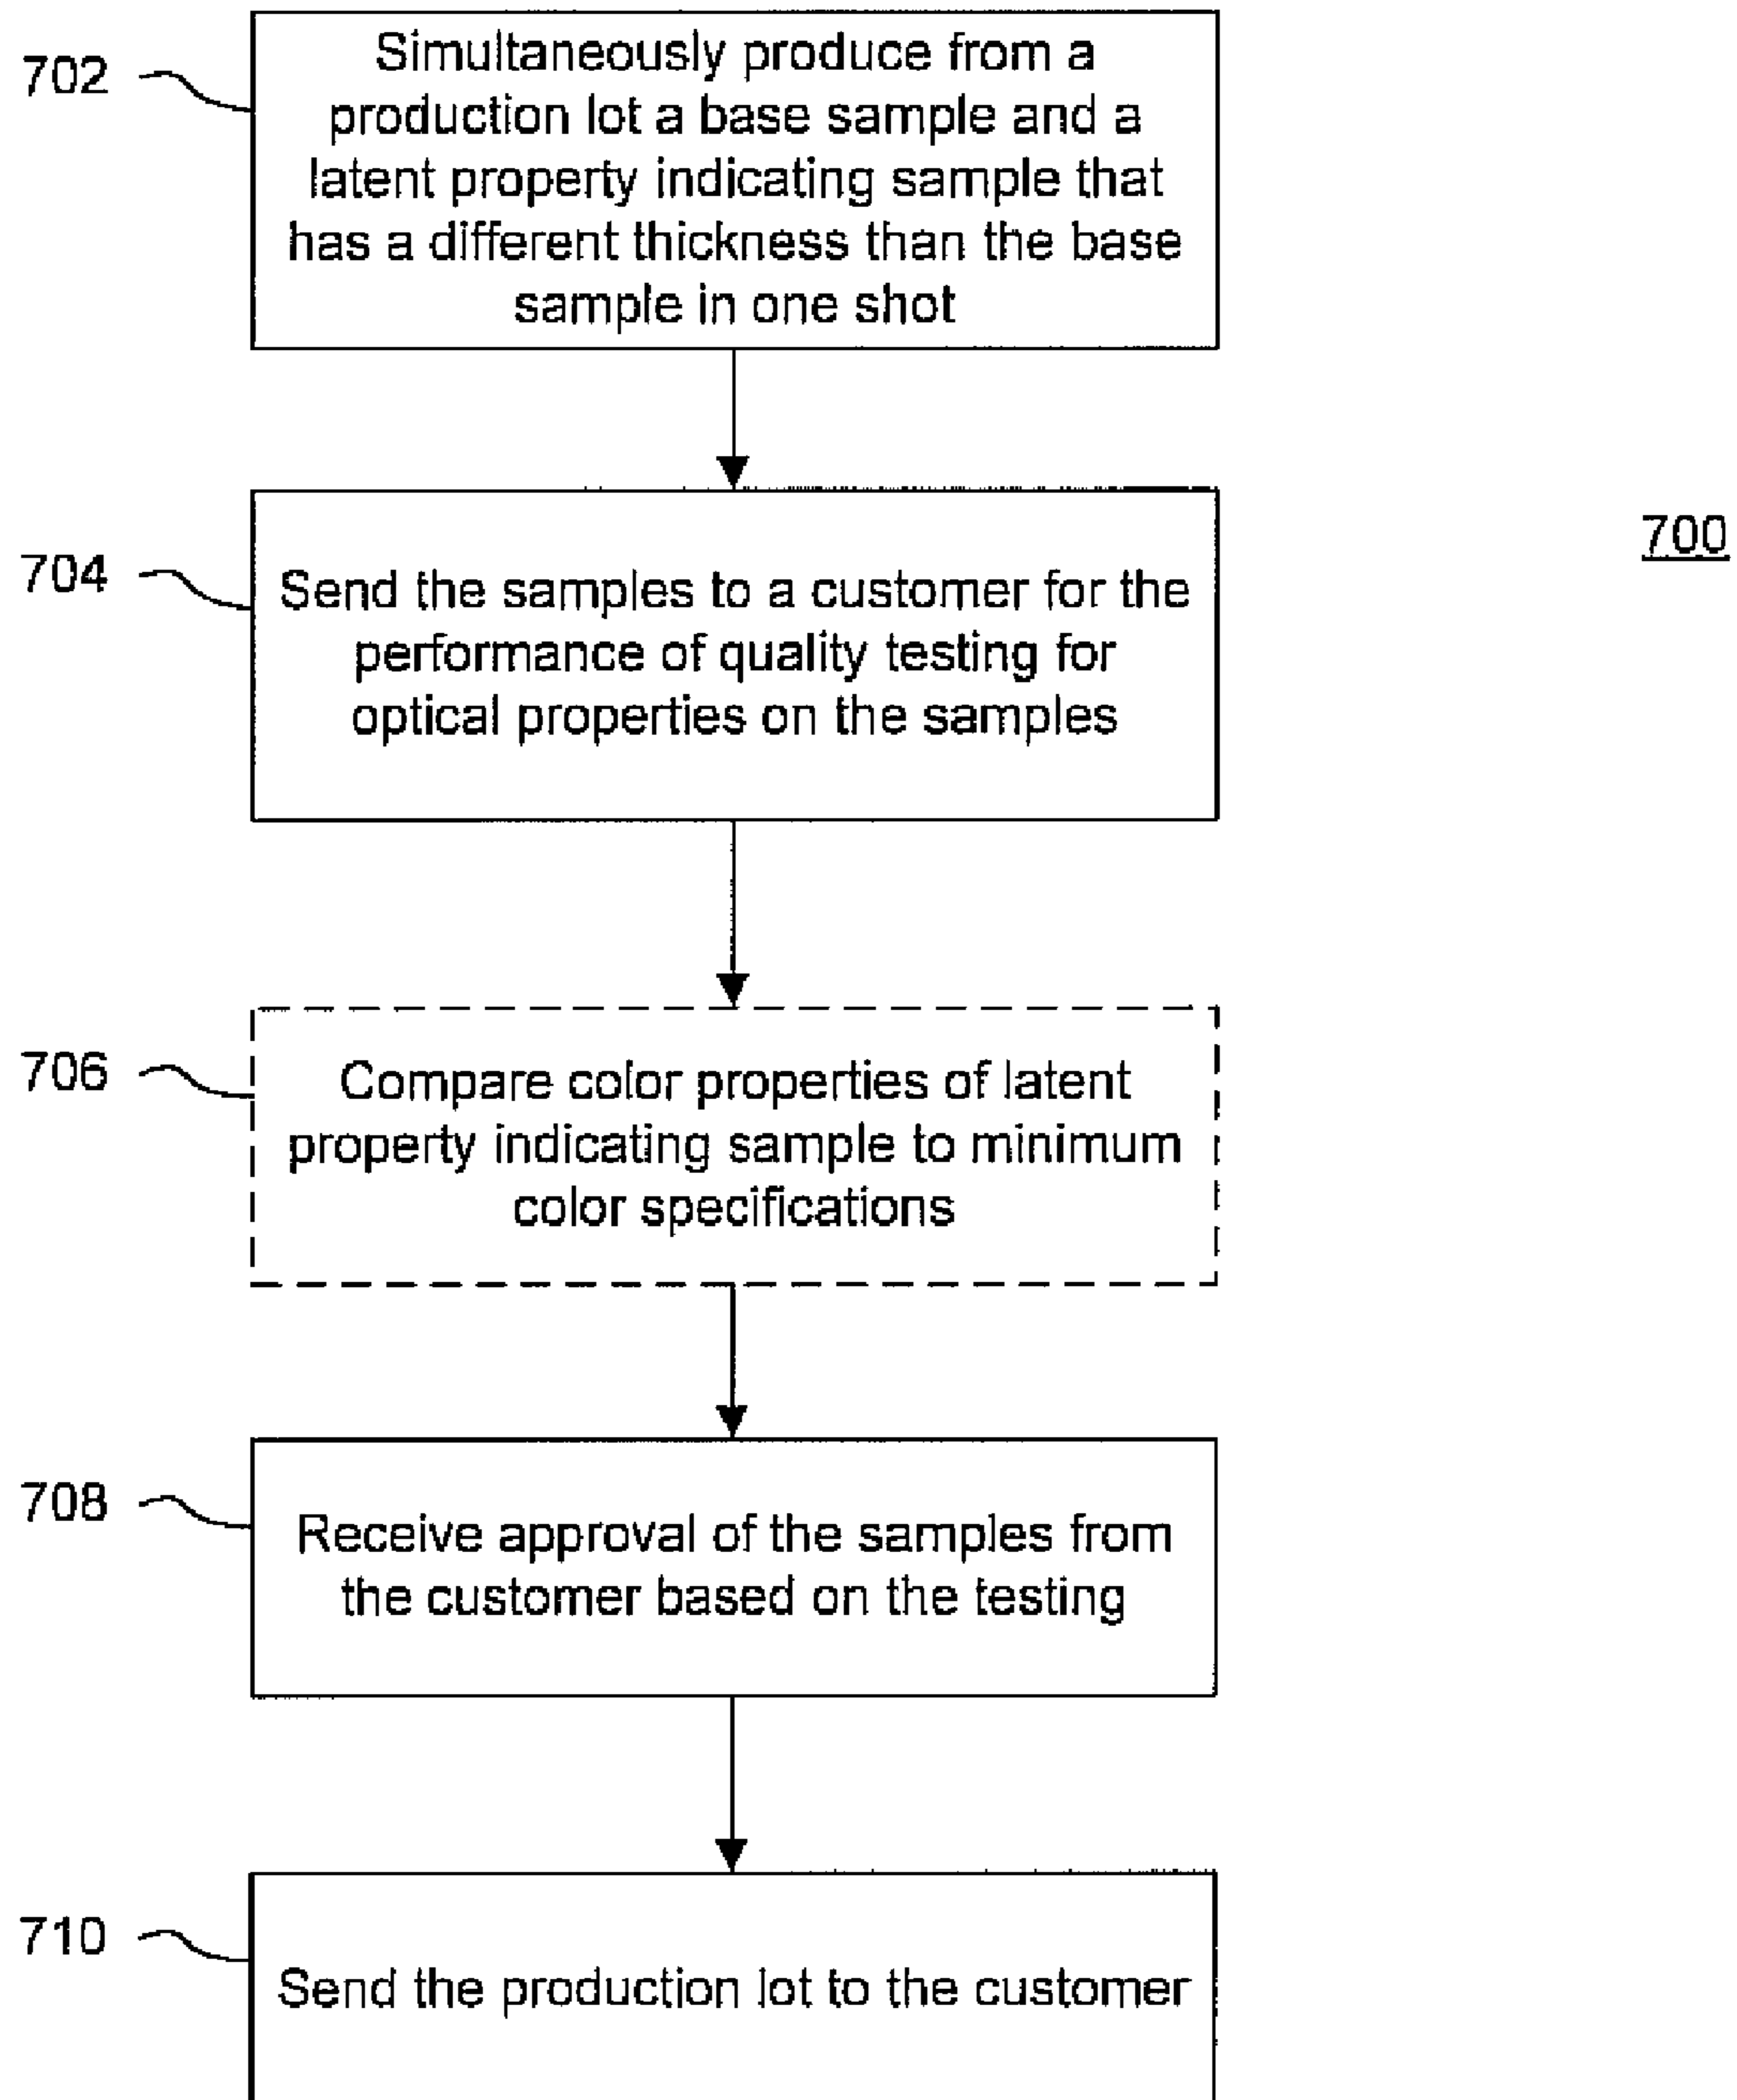 702
Simultaneously produce from a
production lot a base sample and a
latent property indicating sample that
has a different thickness than the base
sample in one shot
700
704
Send the samples to a customer for the
performance of quality testing for
optical properties on the samples
706
Compare color properties of latent
property indicating sample to minimum
color specifications
708
Receive approval of the samples from
the customer based on the testing
710
Send the production lot to the customer